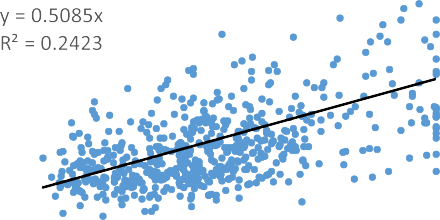 y = 0.5085x
R² = 0.2423